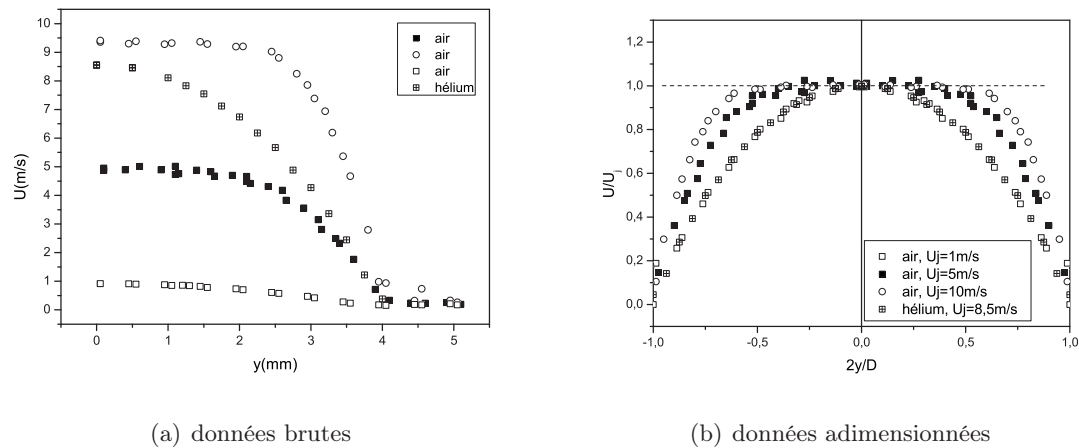 10
9
8
7
6
5
4
3
2
1
0
U(m/s)
0
1
2
3
4
5
y(mm)
air
air
air
hélium
(a) données brutes
1,2
1,0
0,8
0,6
0,4
0,2
0,0
U/Uj
-1,0
-0,5
0,0
0,5
1,0
2y/D
air, Uj=1m/s
air, Uj=5m/s
air, Uj=10m/s
hélium, Uj=8,5m/s
(b) données adimensionnées